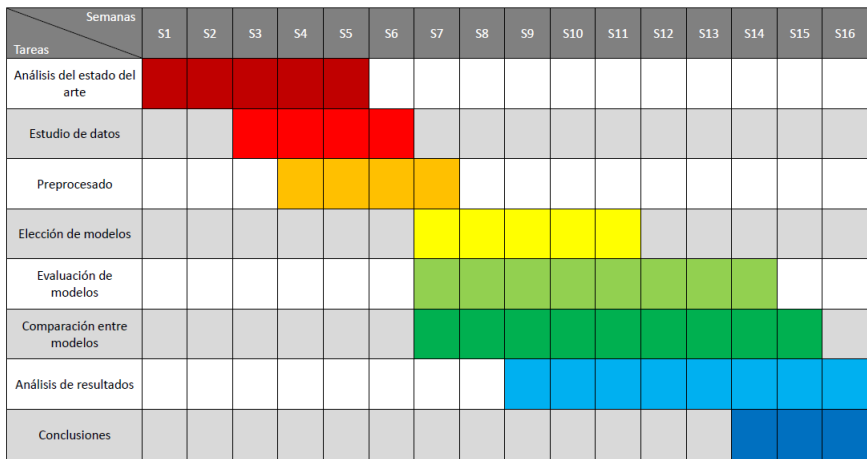 Semanas
Tareas
S1 S2 S3 S4 S5 S6 S7 S8 S9 S10 S11 S12 S13 S14 S15 S16
Análisis del estado del
arte
Estudio de datos
Preprocesado
Elección de modelos
Evaluación de
modelos
Comparación entre
modelos
Análisis de resultados
Conclusiones